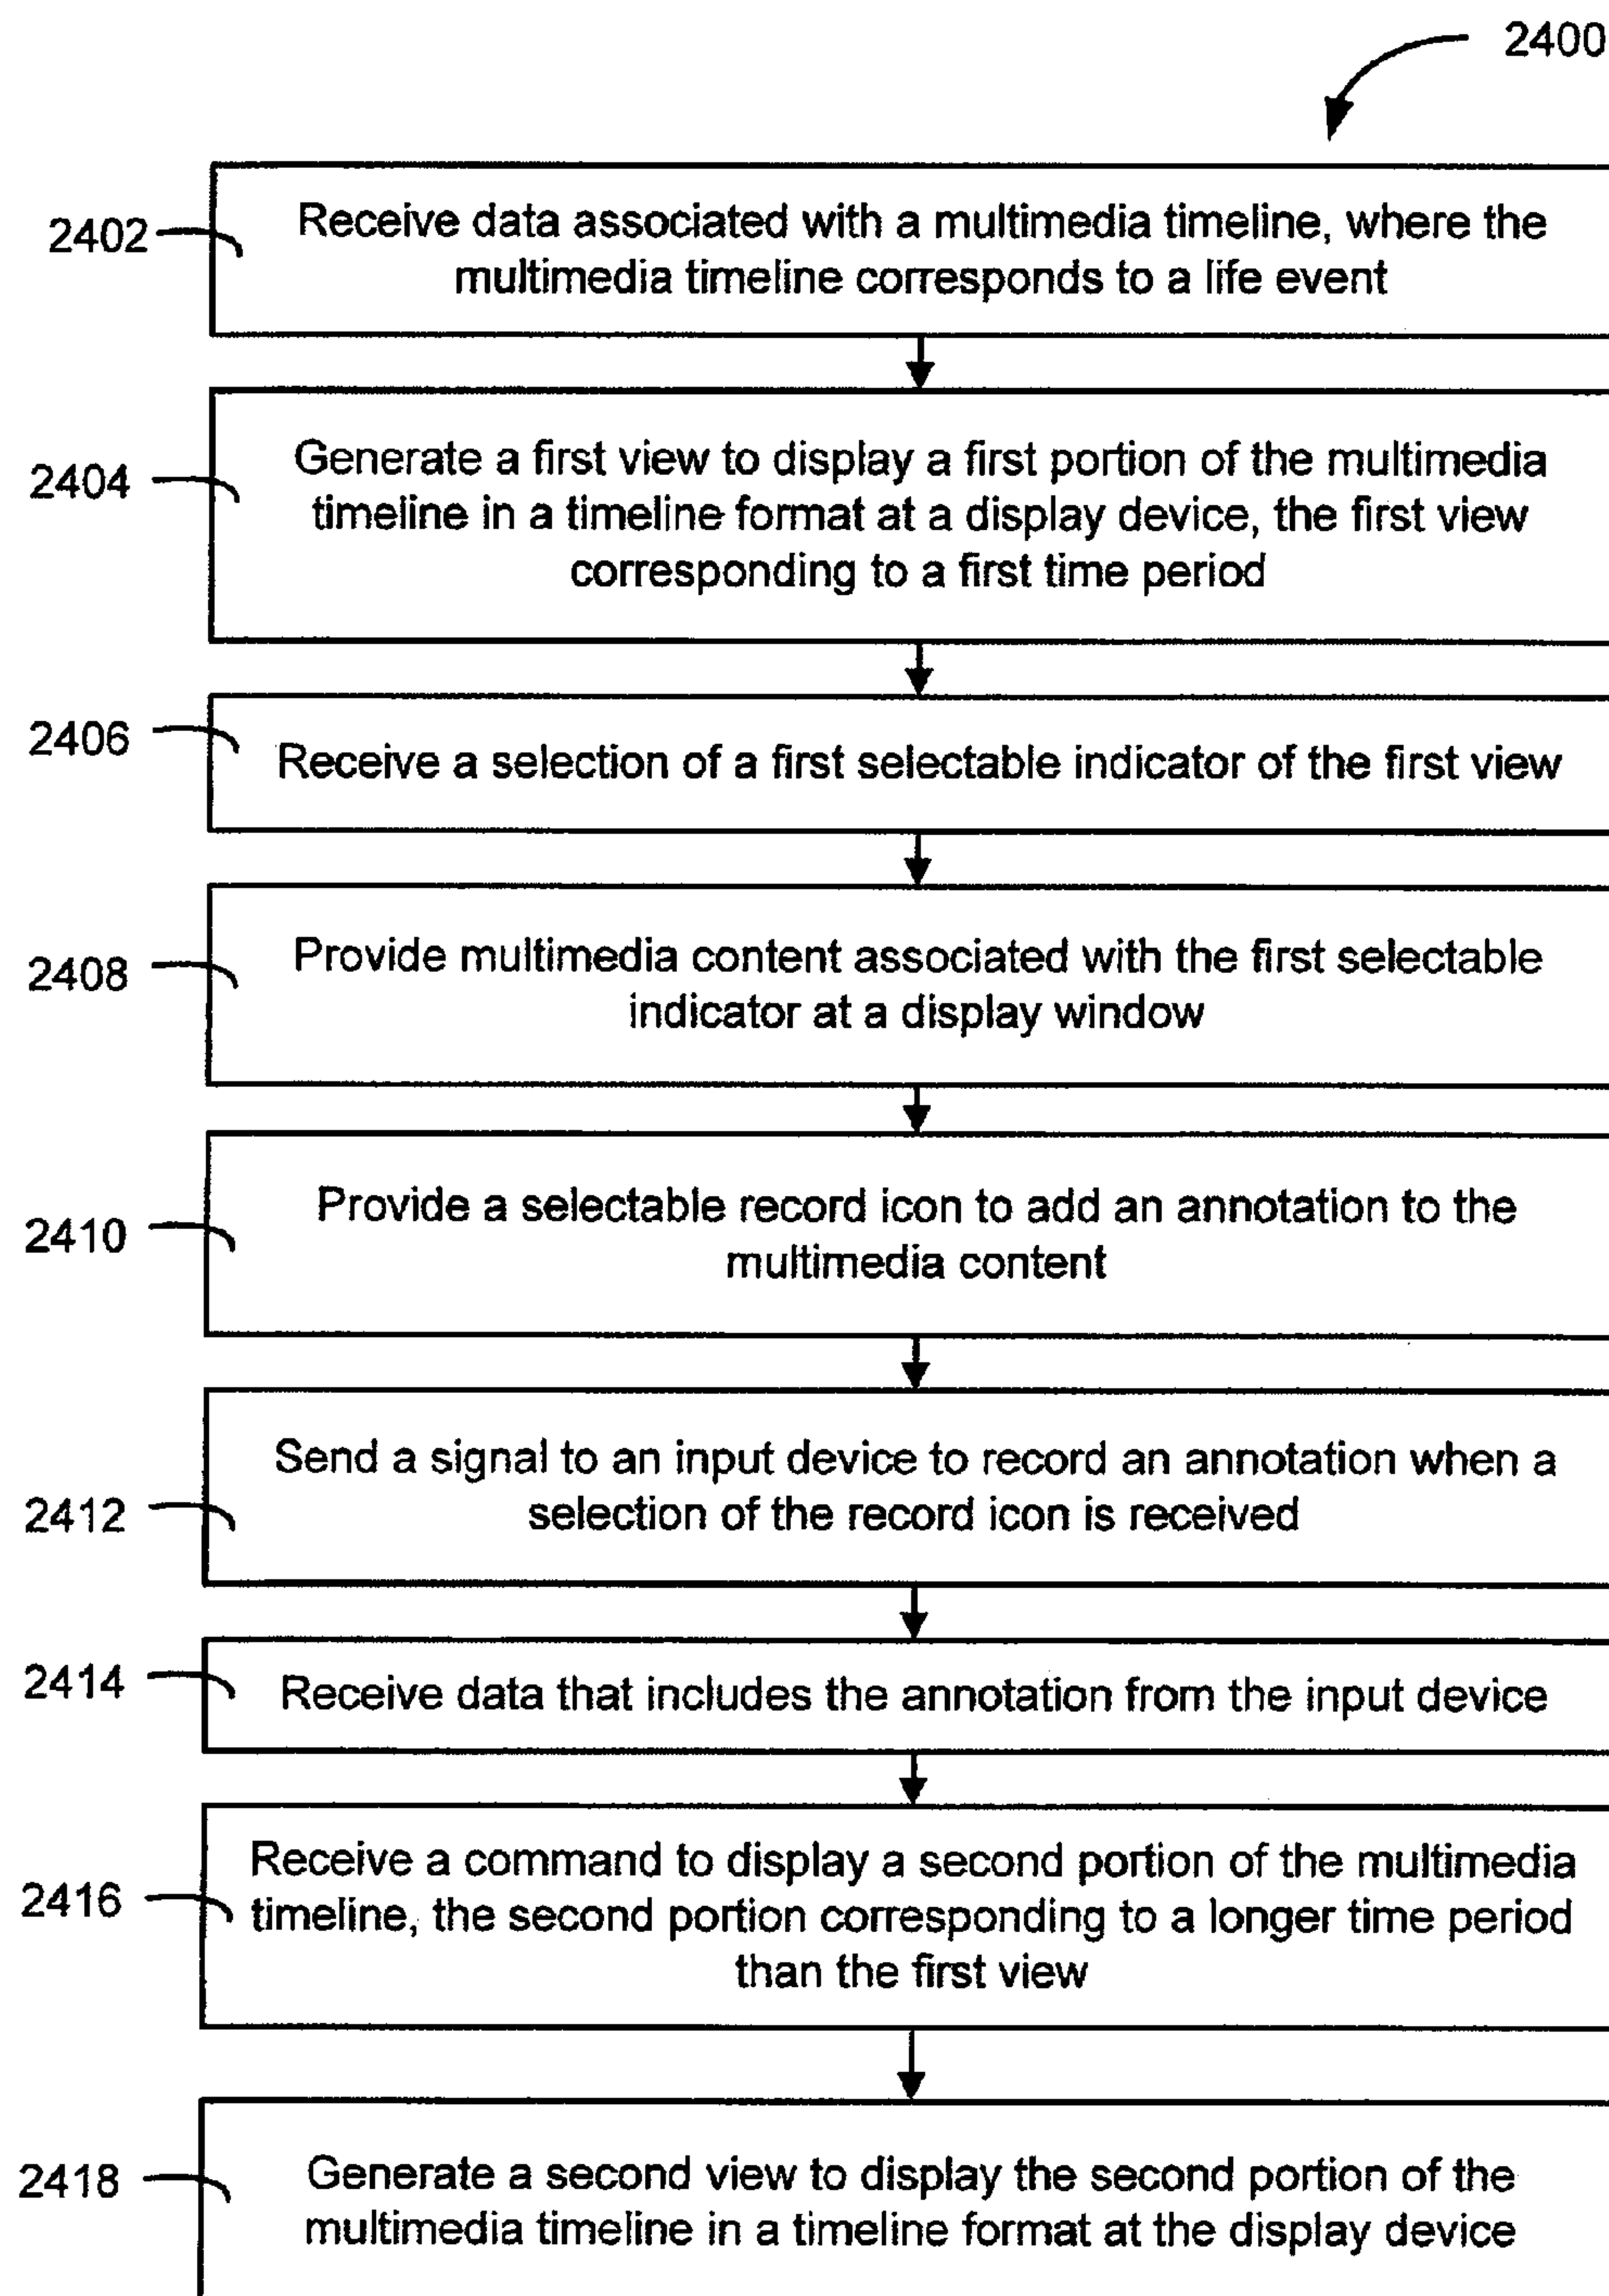 2400
2402
Receive data associated with a multimedia timeline, where the
multimedia timeline corresponds to a life event
2404
Generate a first view to display a first portion of the multimedia
timeline in a timeline format at a display device, the first view
corresponding to a first time period
2406
Receive a selection of a first selectable indicator of the first view
2408
Provide multimedia content associated with the first selectable
indicator at a display window
2410
Provide a selectable record icon to add an annotation to the
multimedia content
2412
Send a signal to an input device to record an annotation when a
selection of the record icon is received
2414
Receive data that includes the annotation from the input device
2416
Receive a command to display a second portion of the multimedia
timeline, the second portion corresponding to a longer time period
than the first view
2418
Generate a second view to display the second portion of the
multimedia timeline in a timeline format at the display device